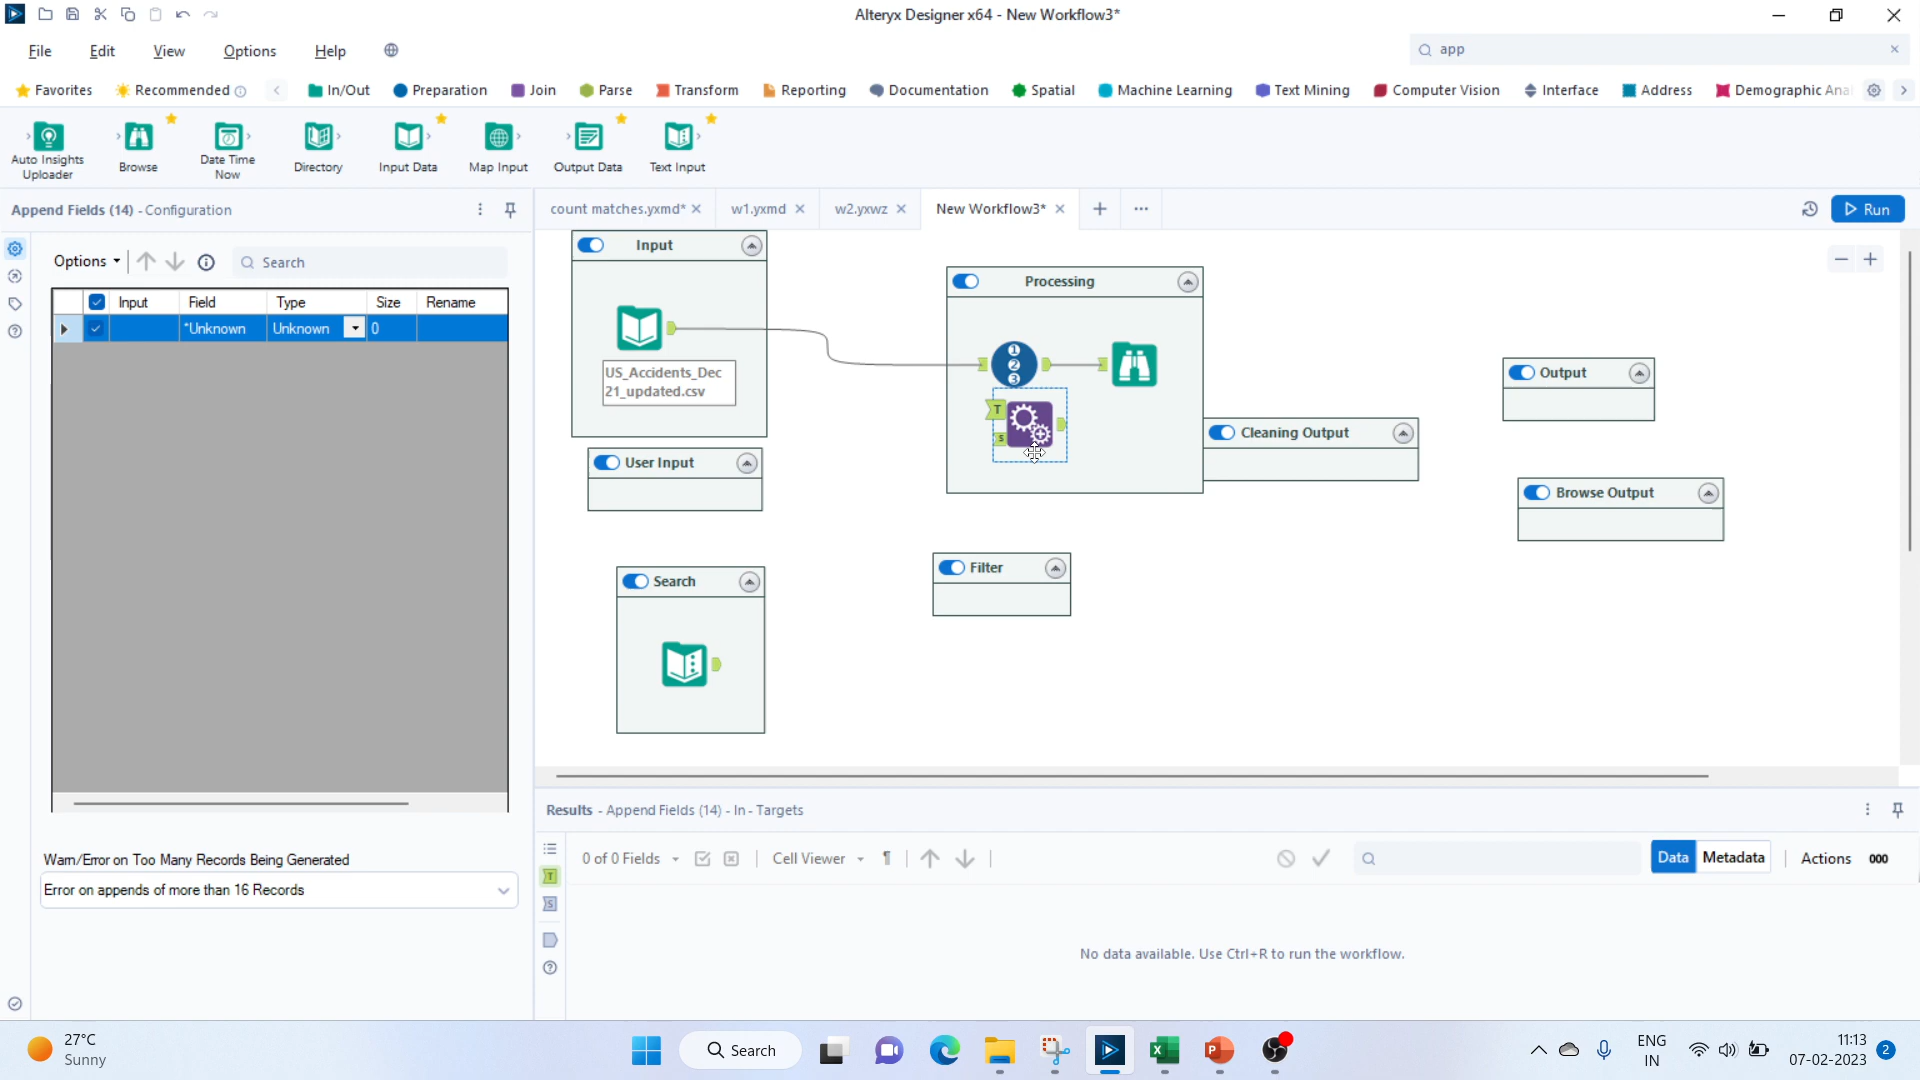 Alteryx Designer x64 - New Workflow3*
File Edit View Options Help
app
Favorites Recommended In/Out Preparation Join Parse Transform Reporting Documentation Spatial Machine Learning Text Mining Computer Vision Interface Address Demographic Ana
Auto Insights Uploader
Browse
Date Time Now
Directory
Input Data
Map Input
Output Data
Text Input
Append Fields (14) - Configuration
count matches.yxmd* w1.yxmd w2.yxwz New Workflow3*
Run
Options Search
Input Field Type Size Rename
*Unknown Unknown 0
Warn/Error on Too Many Records Being Generated
Error on appends of more than 16 Records
Input
US_Accidents_Dec
21_updated.csv
User Input
Search
Processing
1
2
3
T
S
Filter
Cleaning Output
Output
Browse Output
Results - Append Fields (14) - In - Targets
T
S
0 of 0 Fields Cell Viewer ¶ Data Metadata Actions 000
No data available. Use Ctrl+R to run the workflow.
27°C
Sunny
Search
ENG
IN
11:13
07-02-2023
2